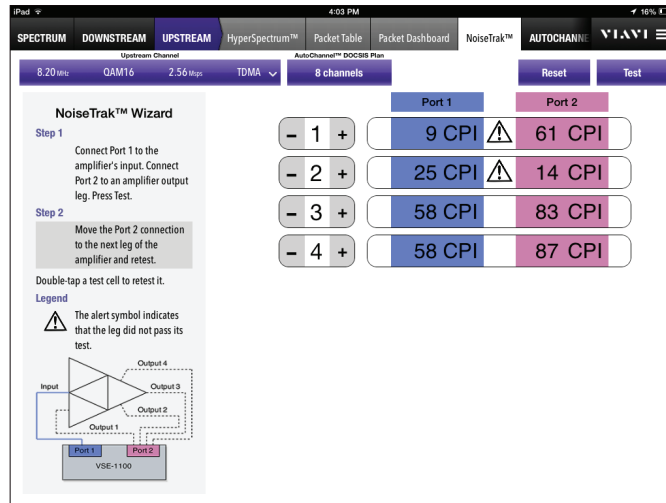 iPad 4:03 PM 16%
SPECTRUM DOWNSTREAM UPSTREAM HyperSpectrum™ Packet Table Packet Dashboard NoiseTrak™ AUTOCHANNE VIAVI
Upstream Channel AutoChannel™ DOCSIS Plan
8.20 MHz QAM16 2.56 Msps TDMA 8 channels Reset Test
NoiseTrak™ Wizard
Step 1
Connect Port 1 to the
amplifier's input. Connect
Port 2 to an amplifier output
leg. Press Test.
Step 2
Move the Port 2 connection
to the next leg of the
amplifier and retest.
Double-tap a test cell to retest it.
Legend
The alert symbol indicates
that the leg did not pass its
test.
Output 4
Input Output 3
Output 2
Output 1
Port 1 Port 2
VSE-1100
Port 1 Port 2
- 1 + 9 CPI 61 CPI
- 2 + 25 CPI 14 CPI
- 3 + 58 CPI 83 CPI
- 4 + 58 CPI 87 CPI